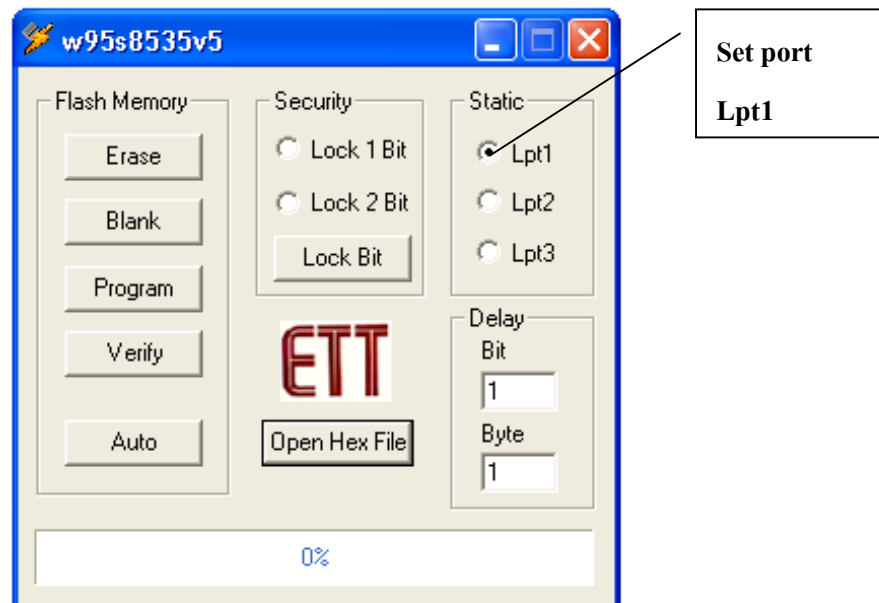 w95s8535v5
Set port
Lpt1
Flash Memory
Erase
Blank
Program
Verify
Auto
Security
Lock 1 Bit
Lock 2 Bit
Lock Bit
ETT
Open Hex File
Static
Lpt1
Lpt2
Lpt3
Delay
Bit
1
Byte
1
0%